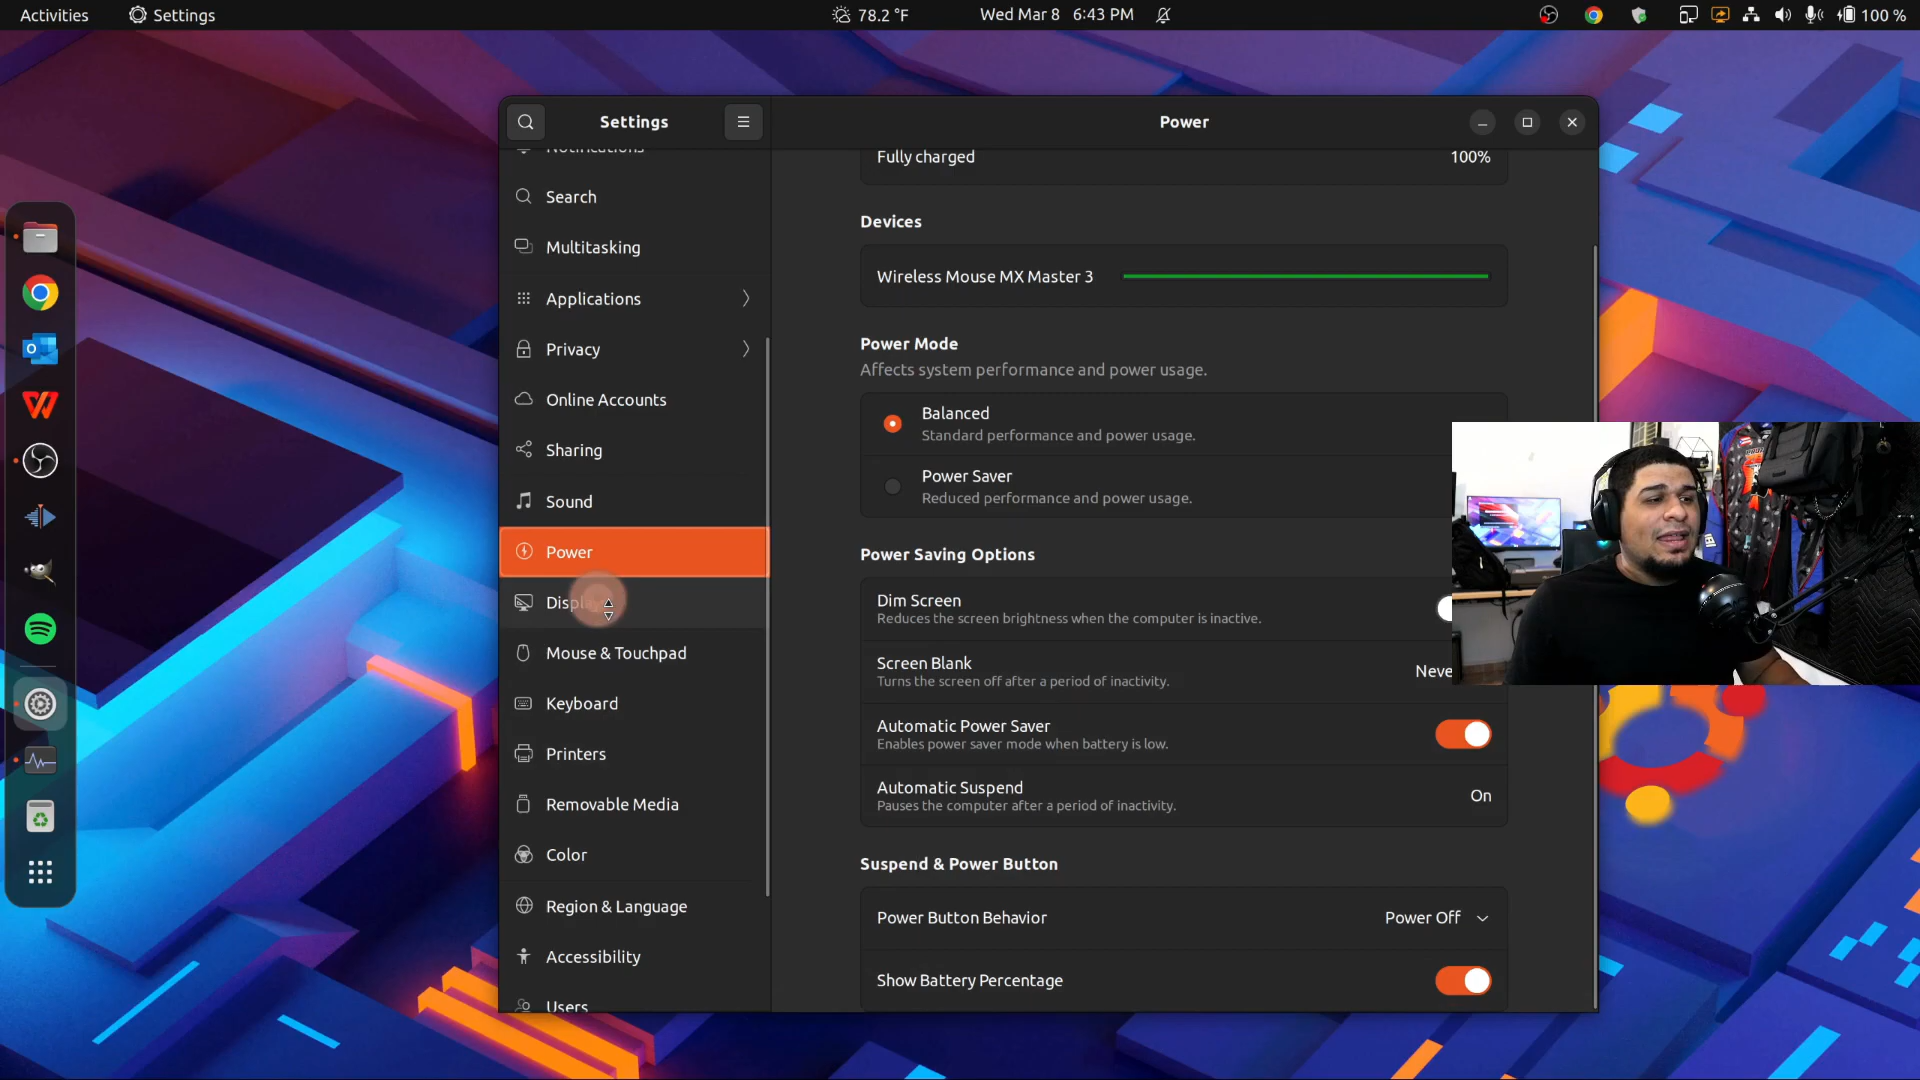 Activities
Settings
78.2 °F
Wed Mar 8 6:43 PM
100 %
Settings
Power
Notifications
Search
Multitasking
Applications
Privacy
Online Accounts
Sharing
Sound
Power
Displays
Mouse & Touchpad
Keyboard
Printers
Removable Media
Color
Region & Language
Accessibility
Users
Fully charged 100%
Devices
Wireless Mouse MX Master 3
Power Mode
Affects system performance and power usage.
Balanced
Standard performance and power usage.
Power Saver
Reduced performance and power usage.
Power Saving Options
Dim Screen
Reduces the screen brightness when the computer is inactive.
Screen Blank
Turns the screen off after a period of inactivity.
Neve
Automatic Power Saver
Enables power saver mode when battery is low.
Automatic Suspend
Pauses the computer after a period of inactivity.
On
Suspend & Power Button
Power Button Behavior Power Off
Show Battery Percentage